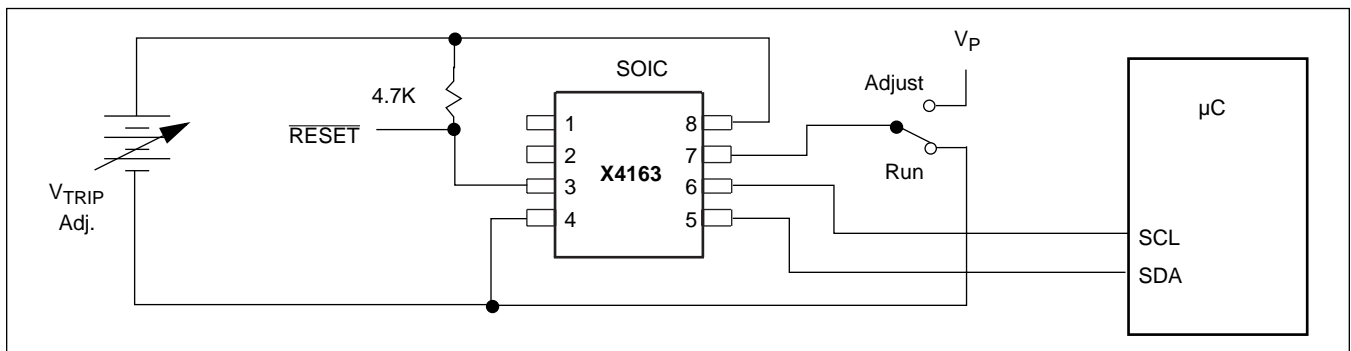 V_P
SOIC
Adjust
4.7K
µC
1
8
RESET
2
7
X4163
Run
3
6
V_TRIP
Adj.
4
5
SCL
SDA